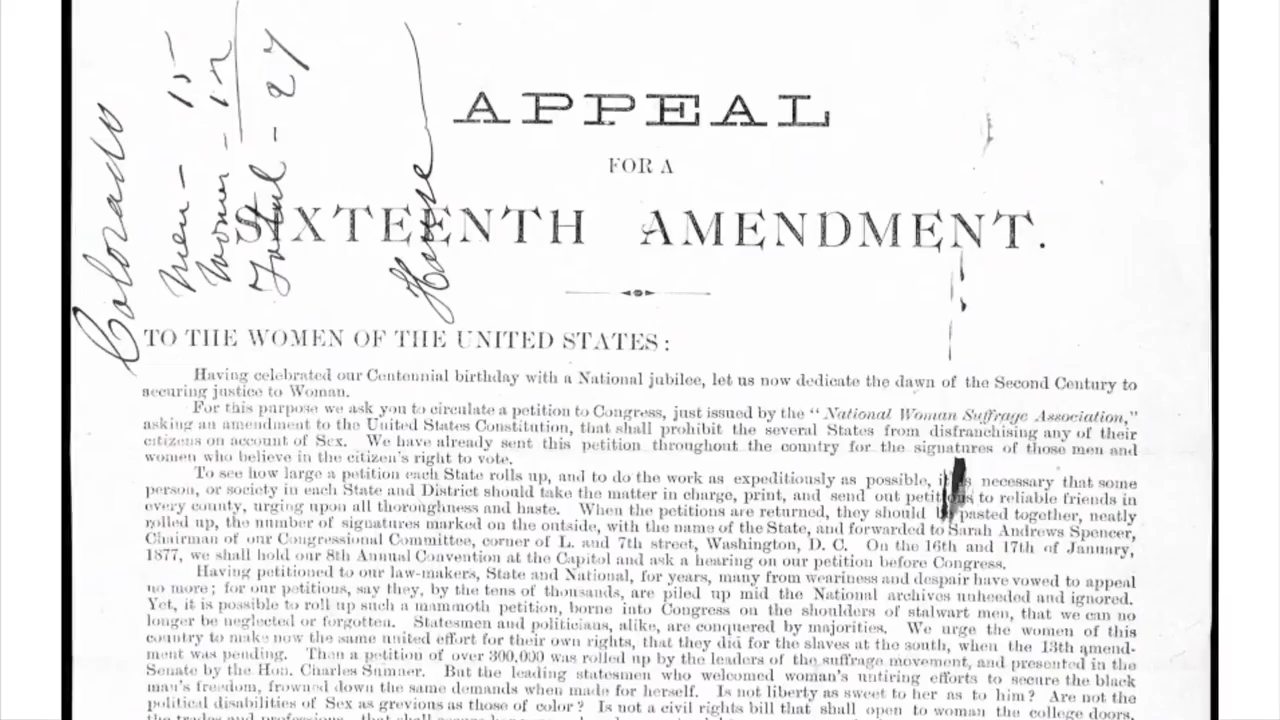 Colorado
Men - 15
Women - 12
Total - 27
House
APPEAL
FOR A
SIXTEENTH AMENDMENT.
TO THE WOMEN OF THE UNITED STATES:
Having celebrated our Centennial birthday with a National jubilee, let us now dedicate the dawn of the Second Century to
securing justice to Woman.
For this purpose we ask you to circulate a petition to Congress, just issued by the "National Woman Suffrage Association,"
asking an amendment to the United States Constitution, that shall prohibit the several States from disfranchising any of their
citizens on account of Sex. We have already sent this petition throughout the country for the signatures of those men and
women who believe in the citizen's right to vote.
To see how large a petition each State rolls up, and to do the work as expeditiously as possible, it is necessary that some
person, or society in each State and District should take the matter in charge, print, and send out petitions to reliable friends in
every county, urging upon all thoroughness and haste. When the petitions are returned, they should be pasted together, neatly
rolled up, the number of signatures marked on the outside, with the name of the State, and forwarded to Sarah Andrews Spencer,
Chairman of our Congressional Committee, corner of L. and 7th street, Washington, D. C. On the 16th and 17th of January,
1877, we shall hold our 8th Annual Convention at the Capitol and ask a hearing on our petition before Congress.
Having petitioned to our law-makers, State and National, for years, many from weariness and despair have vowed to appeal
no more; for our petitions, say they, by the tens of thousands, are piled up mid the National archives unheeded and ignored.
Yet, it is possible to roll up such a mammoth petition, borne into Congress on the shoulders of stalwart men, that we can no
longer be neglected or forgotten. Statesmen and politicians, alike, are conquered by majorities. We urge the women of this
country to make now the same united effort for their own rights, that they did for the slaves at the south, when the 13th amend-
ment was pending. Then a petition of over 300,000 was rolled up by the leaders of the suffrage movement, and presented in the
Senate by the Hon. Charles Sumner. But the leading statesmen who welcomed woman's untiring efforts to secure the black
man's freedom, frowned down the same demands when made for herself. Is not liberty as sweet to her as to him? Are not the
political disabilities of Sex as grevious as those of color? Is not a civil rights bill that shall open to woman the college doors,